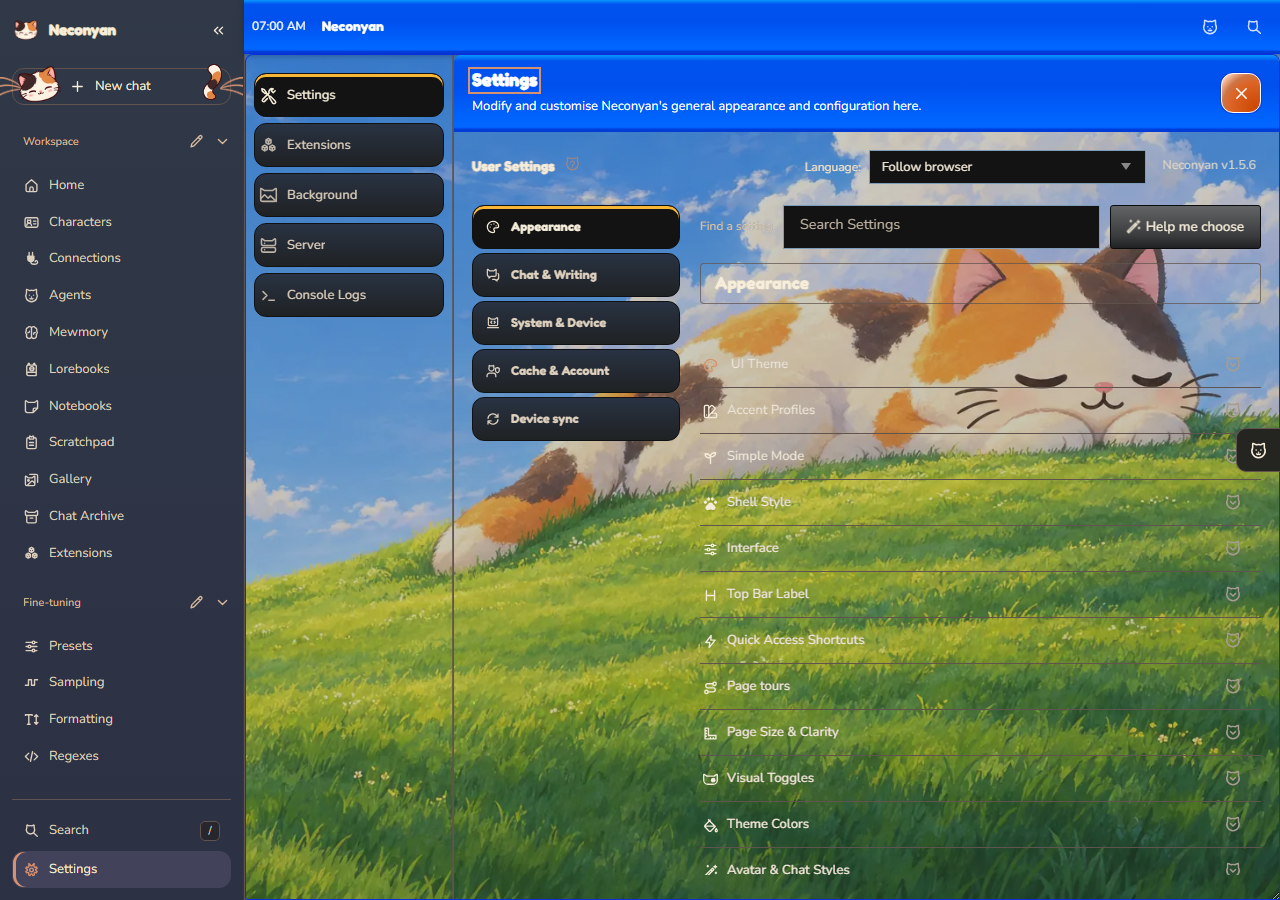 Neconyan
New chat
Workspace
Home
Characters
Connections
Agents
Mewmory
Lorebooks
Notebooks
Scratchpad
Gallery
Chat Archive
Extensions
Fine-tuning
Presets
Sampling
Formatting
Regexes
Search
/
Settings
07:00 AM Neconyan
Settings
Extensions
Background
Server
Console Logs
Settings
Modify and customise Neconyan's general appearance and configuration here.
User Settings
Language: Follow browser
Neconyan v1.5.6
Appearance
Chat & Writing
System & Device
Cache & Account
Device sync
Find a
Search Settings
Help me choose
Appearance
UI Theme
Accent Profiles
Simple Mode
Shell Style
Interface
Top Bar Label
Quick Access Shortcuts
Page tours
Page Size & Clarity
Visual Toggles
Theme Colors
Avatar & Chat Styles